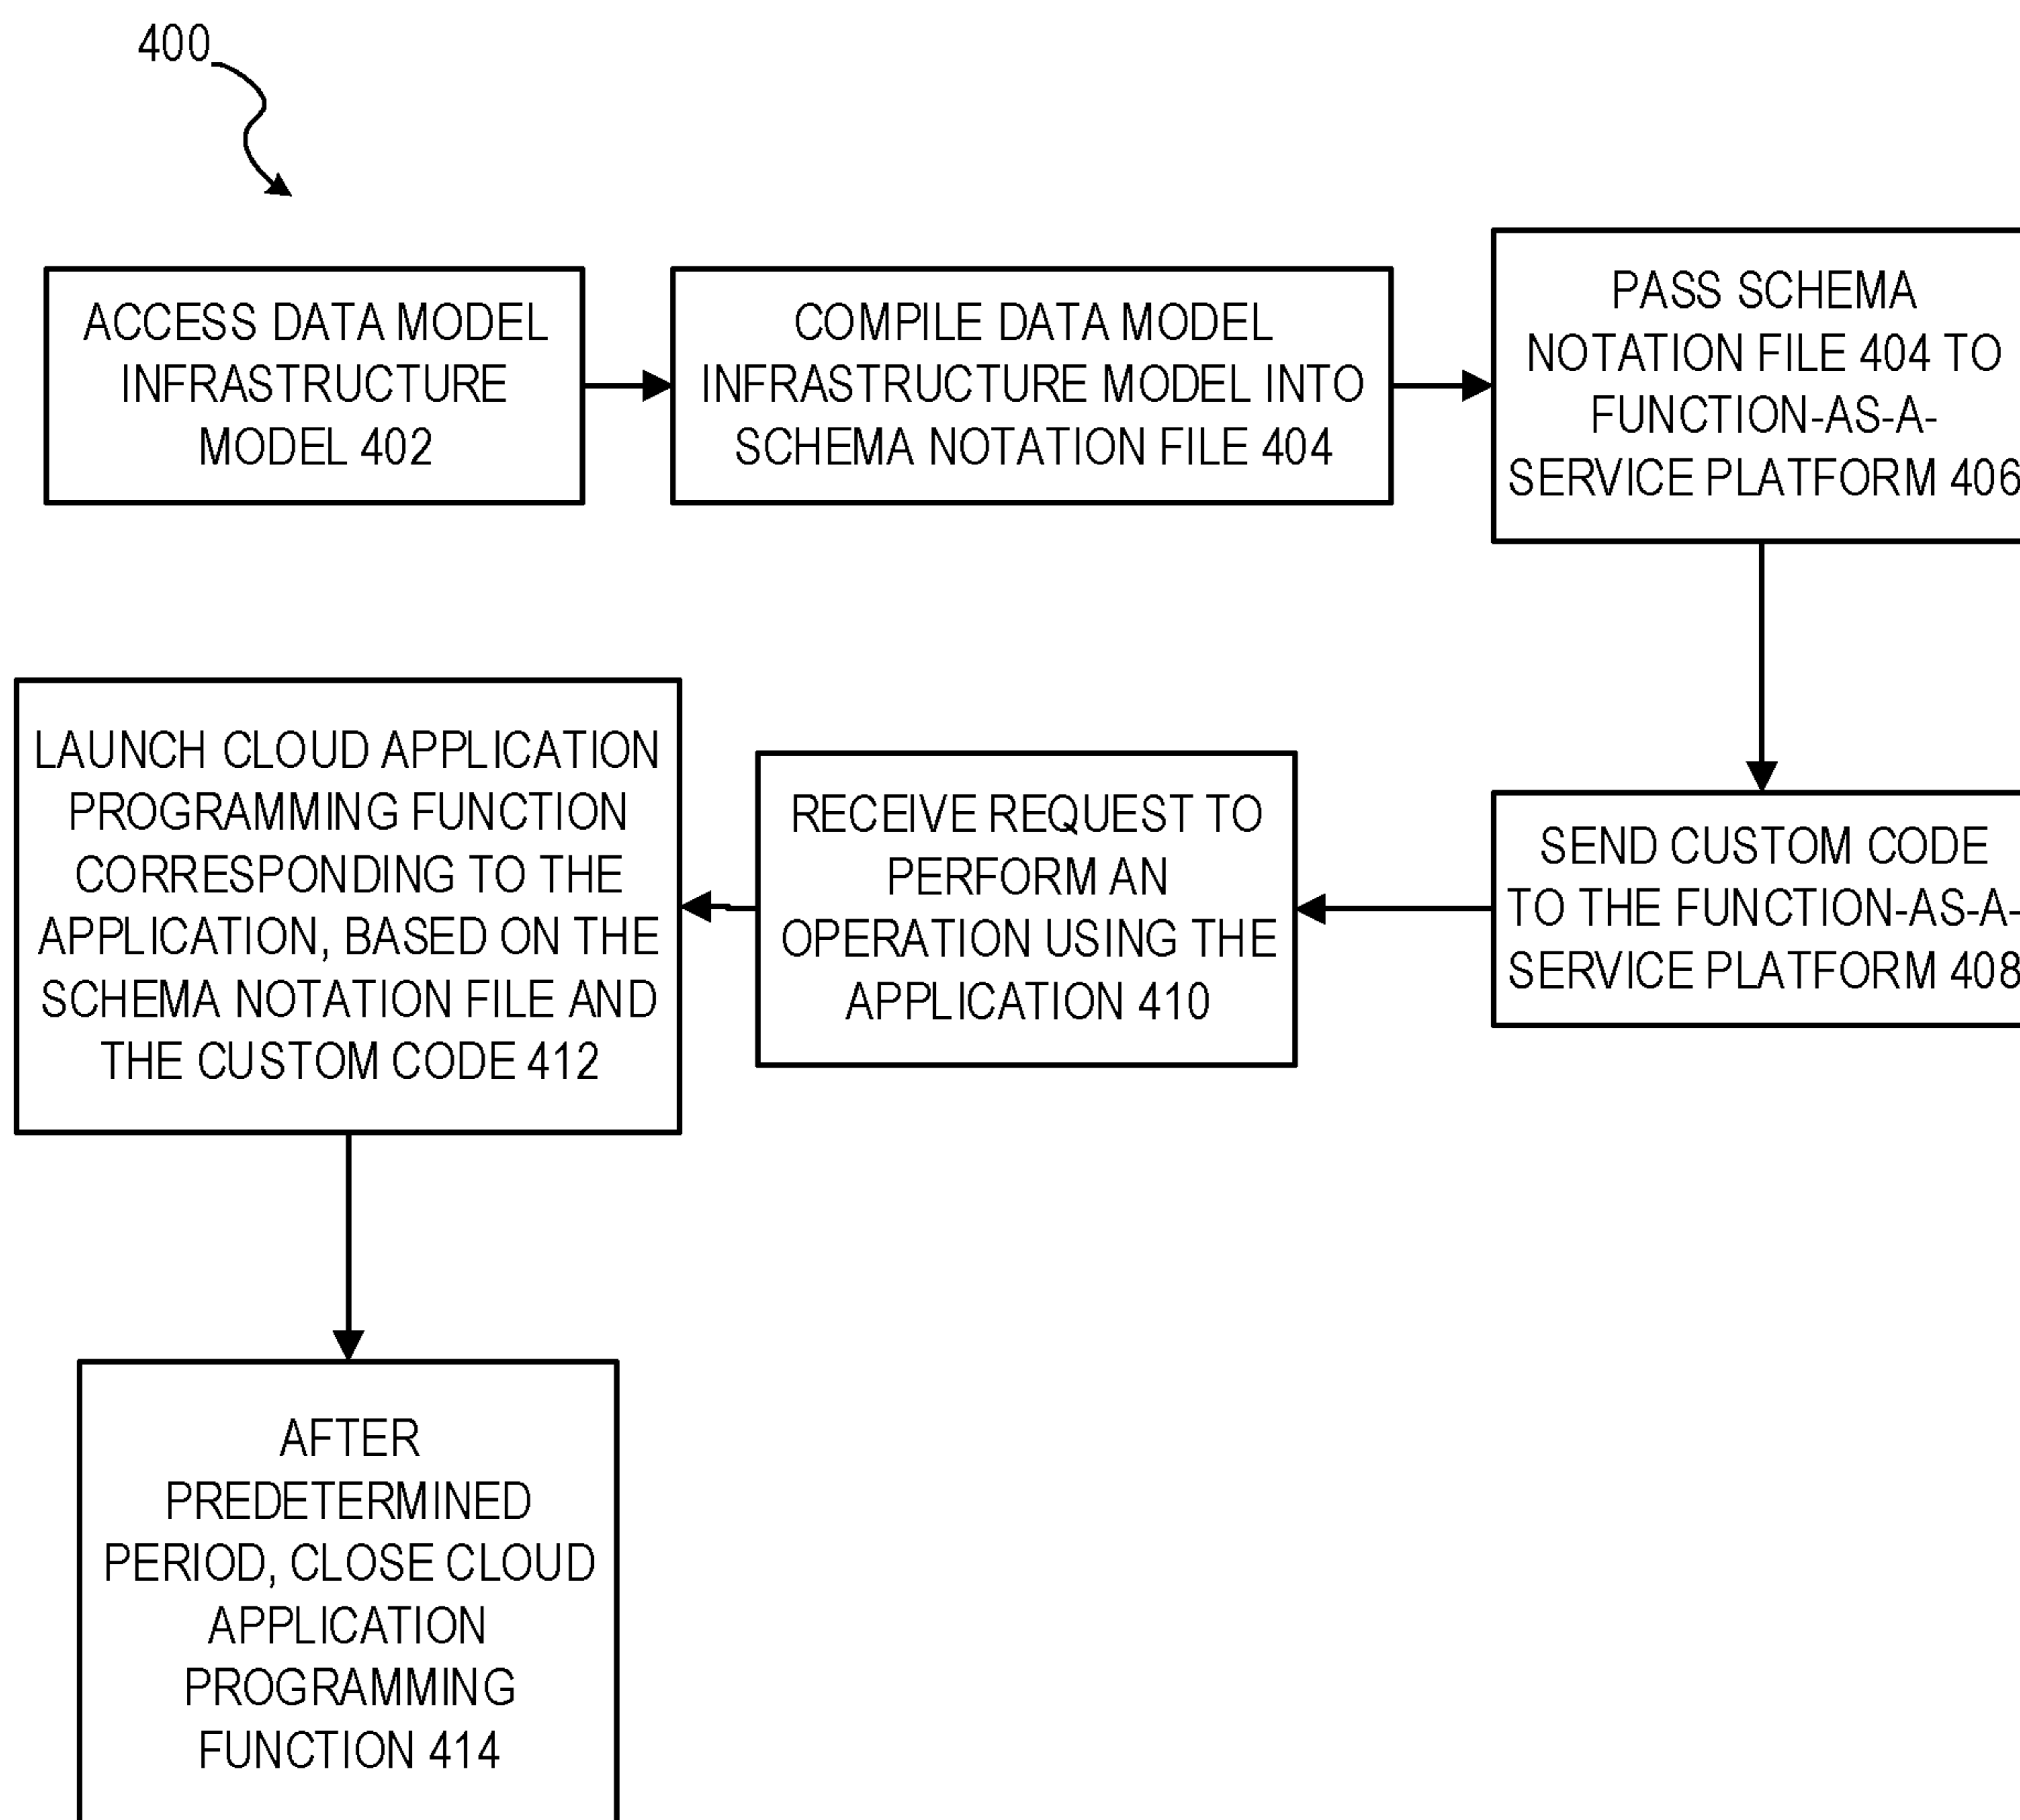 400
ACCESS DATA MODEL
INFRASTRUCTURE
MODEL 402
COMPILE DATA MODEL
INFRASTRUCTURE MODEL INTO
SCHEMA NOTATION FILE 404
PASS SCHEMA
NOTATION FILE 404 TO
FUNCTION-AS-A-
SERVICE PLATFORM 406
SEND CUSTOM CODE
TO THE FUNCTION-AS-A-
SERVICE PLATFORM 408
RECEIVE REQUEST TO
PERFORM AN
OPERATION USING THE
APPLICATION 410
LAUNCH CLOUD APPLICATION
PROGRAMMING FUNCTION
CORRESPONDING TO THE
APPLICATION, BASED ON THE
SCHEMA NOTATION FILE AND
THE CUSTOM CODE 412
AFTER
PREDETERMINED
PERIOD, CLOSE CLOUD
APPLICATION
PROGRAMMING
FUNCTION 414